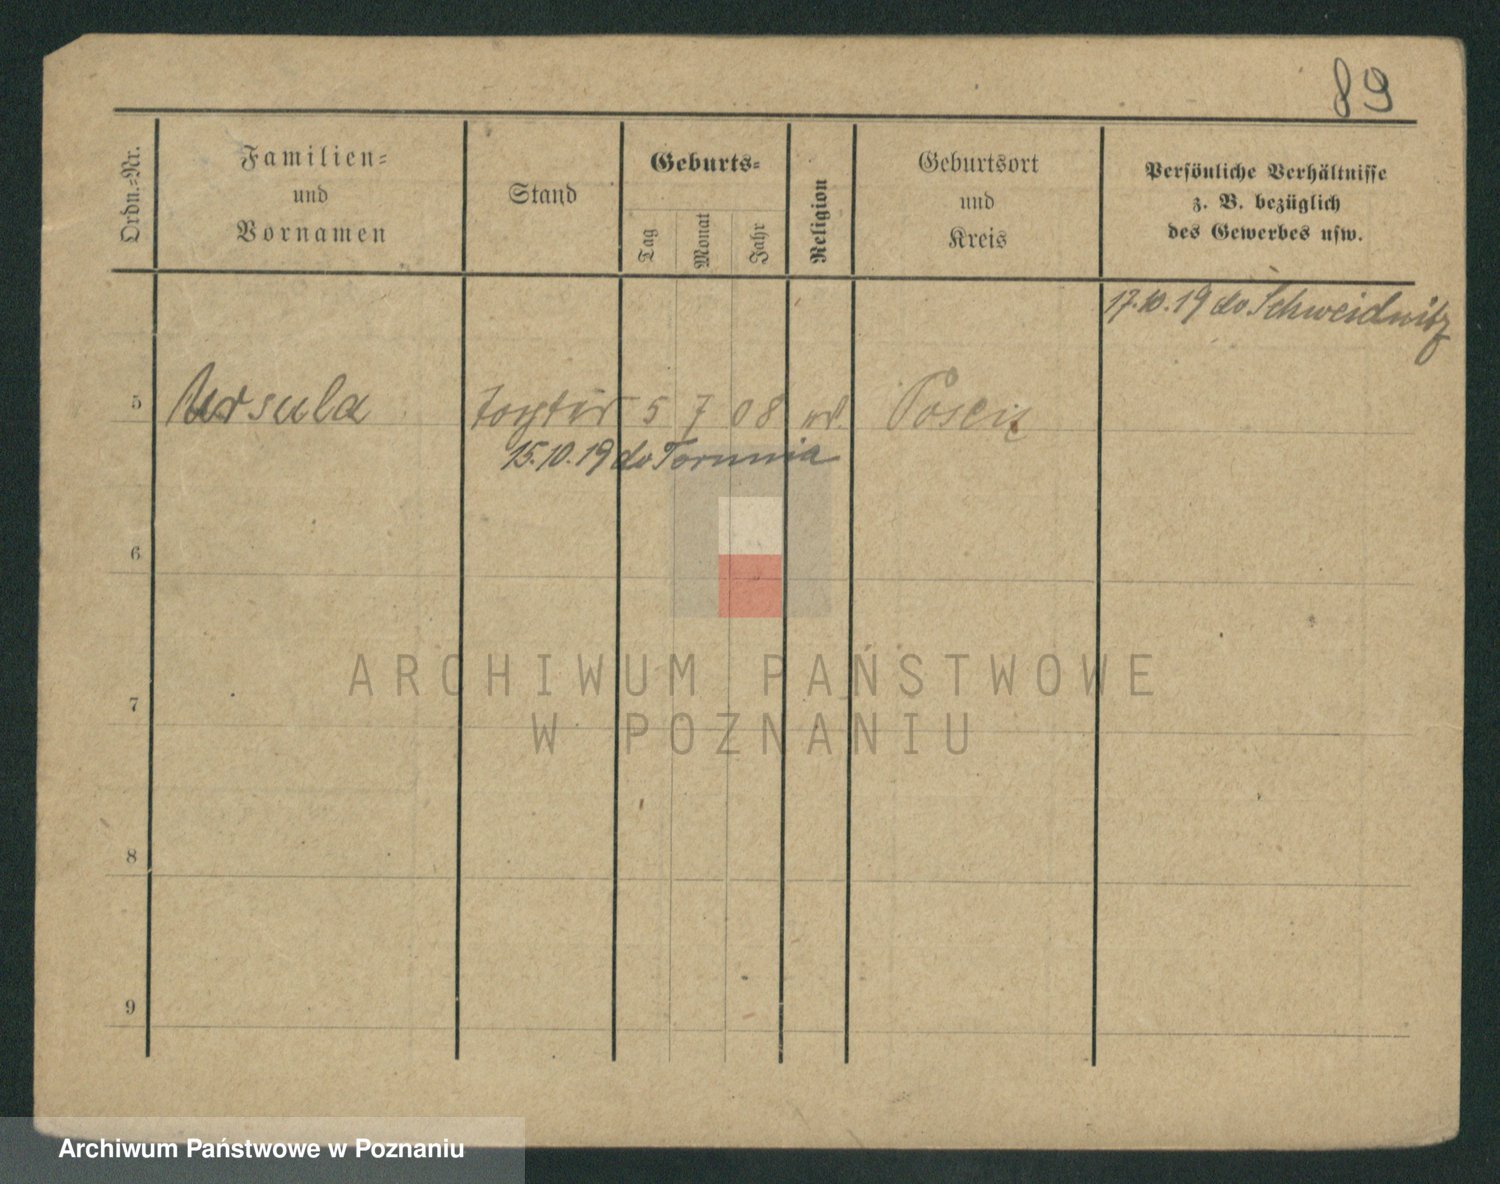 89
Ordn.-Nr.
Familien-
und
Vornamen
Stand
Geburts-
Tag
Monat
Jahr
Religion
Geburtsort
und
Kreis
Persönliche Verhältnisse
z. B. bezüglich
des Gewerbes usw.
17.10.19 do Schweidnitz
5 Ursula 5 7 08 Posen
15.10.19 do Torunia
6
7
8
9
ARCHIWUM PAŃSTWOWE
W POZNANIU
Archiwum Państwowe w Poznaniu